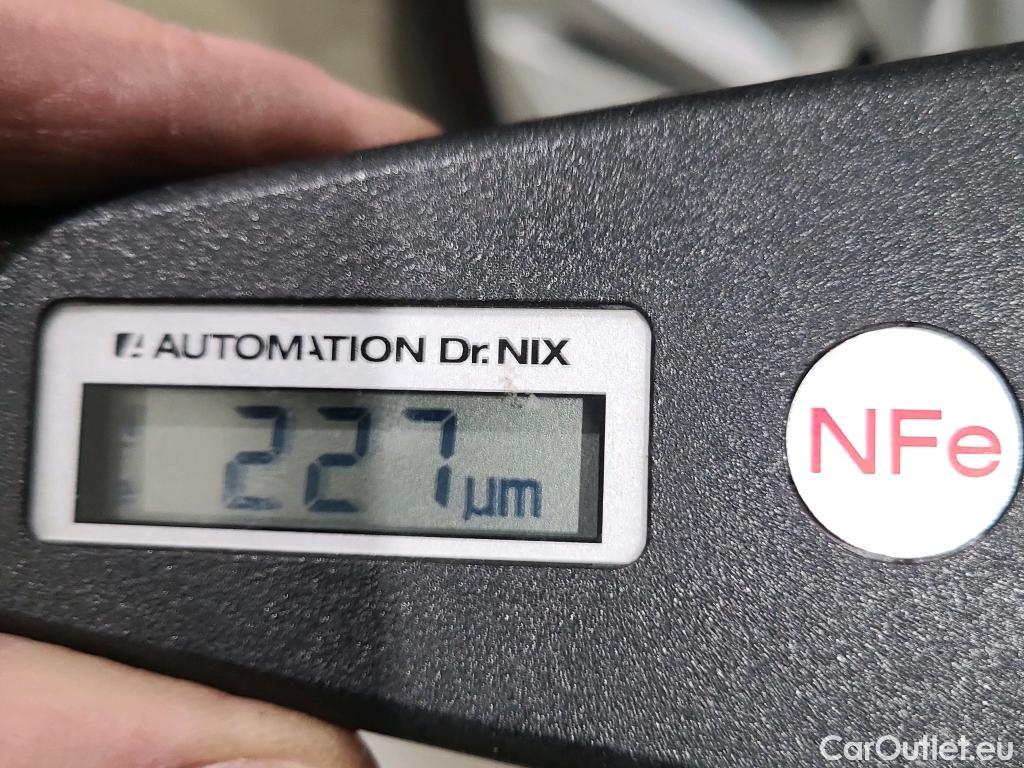 AUTOMATION Dr. NIX
227 µm
NFe
CarOutlet.eu